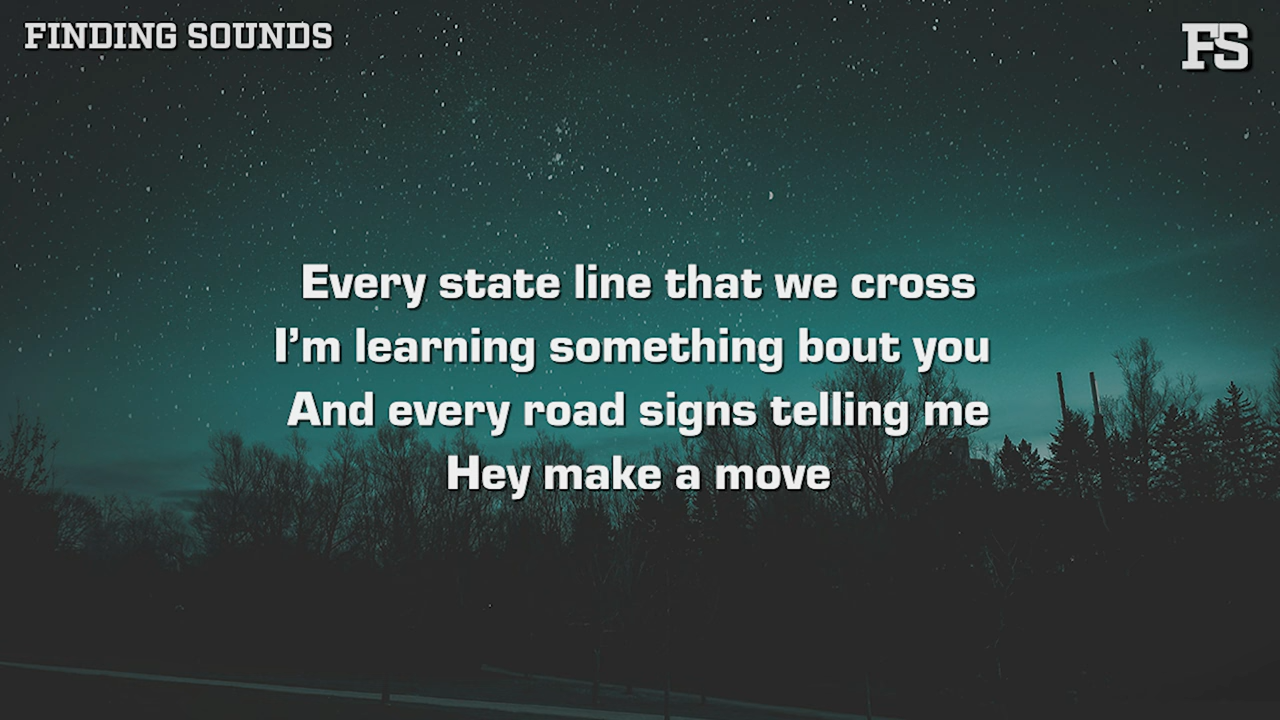 FINDING SOUNDS
FS
Every state line that we cross
I'm learning something bout you
And every road signs telling me
Hey make a move